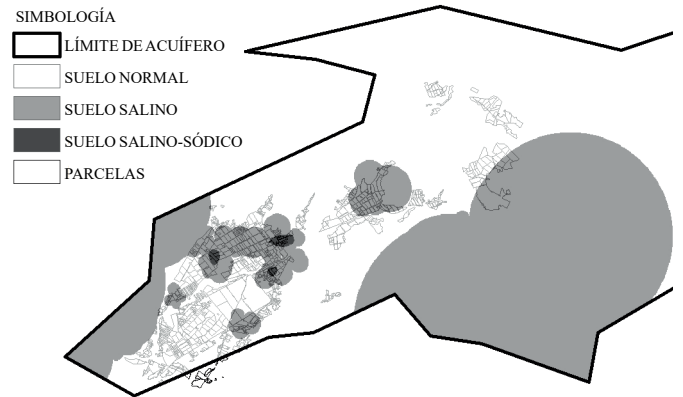 SIMBOLOGÍA
LÍMITE DE ACUÍFERO
SUELO NORMAL
SUELO SALINO
SUELO SALINO-SÓDICO
PARCELAS